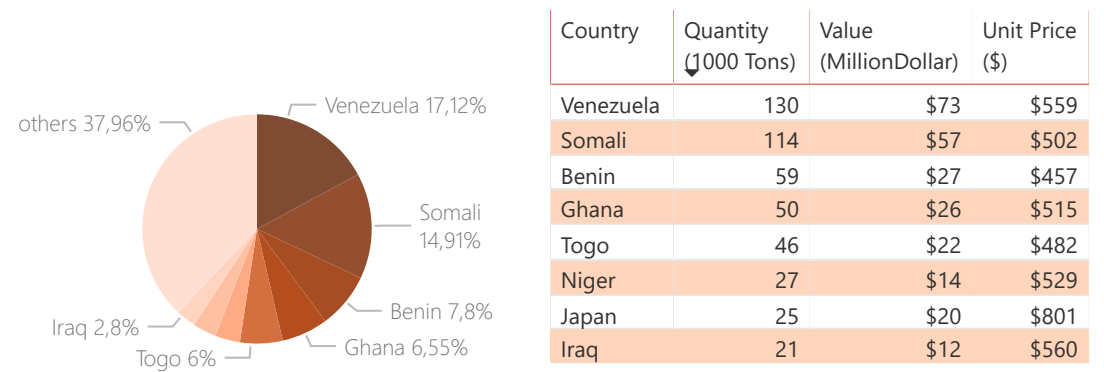 Venezuela 17,12%
others 37,96%
Somali
14,91%
Benin 7,8%
Iraq 2,8%
Ghana 6,55%
Togo 6%
Country Quantity (1000 Tons) Value (MillionDollar) Unit Price ($)
Venezuela 130 $73 $559
Somali 114 $57 $502
Benin 59 $27 $457
Ghana 50 $26 $515
Togo 46 $22 $482
Niger 27 $14 $529
Japan 25 $20 $801
Iraq 21 $12 $560